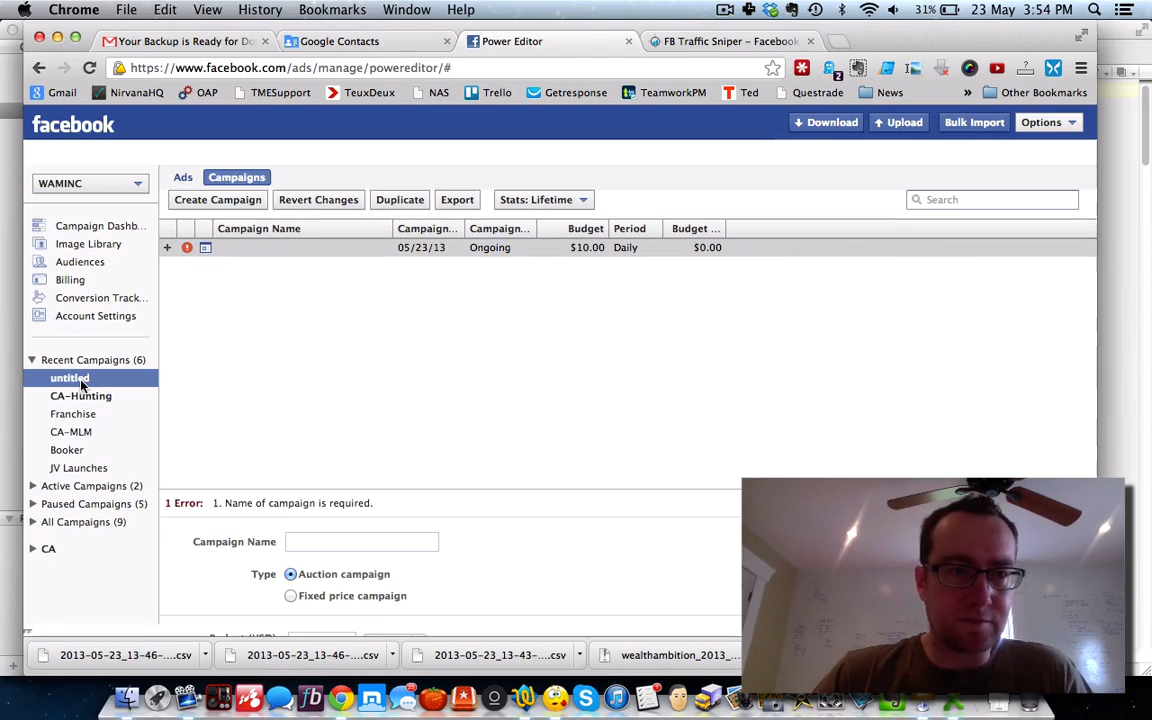 Chrome File Edit View History Bookmarks Window Help 31% 23 May 3:54 PM
Your Backup is Ready for Do Google Contacts Power Editor FB Traffic Sniper – Facebook
https://www.facebook.com/ads/manage/powereditor/#
Gmail NirvanaHQ OAP TMESupport TeuxDeux NAS Trello Getresponse TeamworkPM Ted Questrade News » Other Bookmarks
facebook Download Upload Bulk Import Options
WAMINC Ads Campaigns
Create Campaign Revert Changes Duplicate Export Stats: Lifetime Search
Campaign Name Campaign... Campaign... Budget Period Budget ...
05/23/13 Ongoing $10.00 Daily $0.00
Campaign Dashb...
Image Library
Audiences
Billing
Conversion Track...
Account Settings
Recent Campaigns (6)
untitled
CA-Hunting
Franchise
CA-MLM
Booker
JV Launches
Active Campaigns (2)
Paused Campaigns (5)
All Campaigns (9)
CA
1 Error: 1. Name of campaign is required.
Campaign Name
Type Auction campaign
Fixed price campaign
2013-05-23_13-46-....csv 2013-05-23_13-46-....csv 2013-05-23_13-43-....csv wealthambition_2013_...